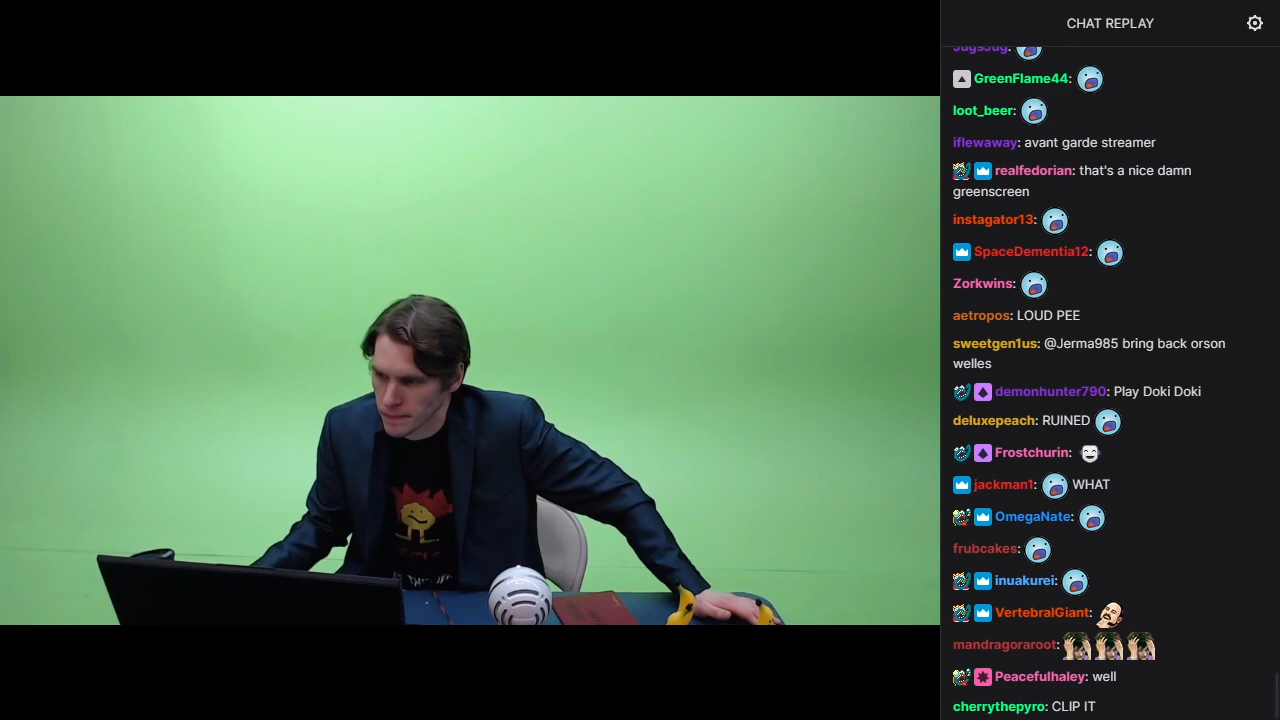 CHAT REPLAY
JugsJug:
GreenFlame44:
loot_beer:
iflewaway: avant garde streamer
realfedorian: that's a nice damn
greenscreen
instagator13:
SpaceDementia12:
Zorkwins:
aetropos: LOUD PEE
sweetgen1us: @Jerma985 bring back orson
welles
demonhunter790: Play Doki Doki
deluxepeach: RUINED
Frostchurin:
jackman1: WHAT
OmegaNate:
frubcakes:
inuakurei:
VertebralGiant:
mandragoraroot:
Peacefulhaley: well
cherrythepyro: CLIP IT